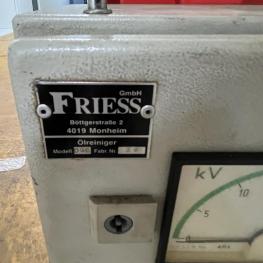 GmbH
FRIESS
Böttgerstraße 2
4019 Monheim
Ölreiniger
Modell Fabr. Nr
kV
10
5
0